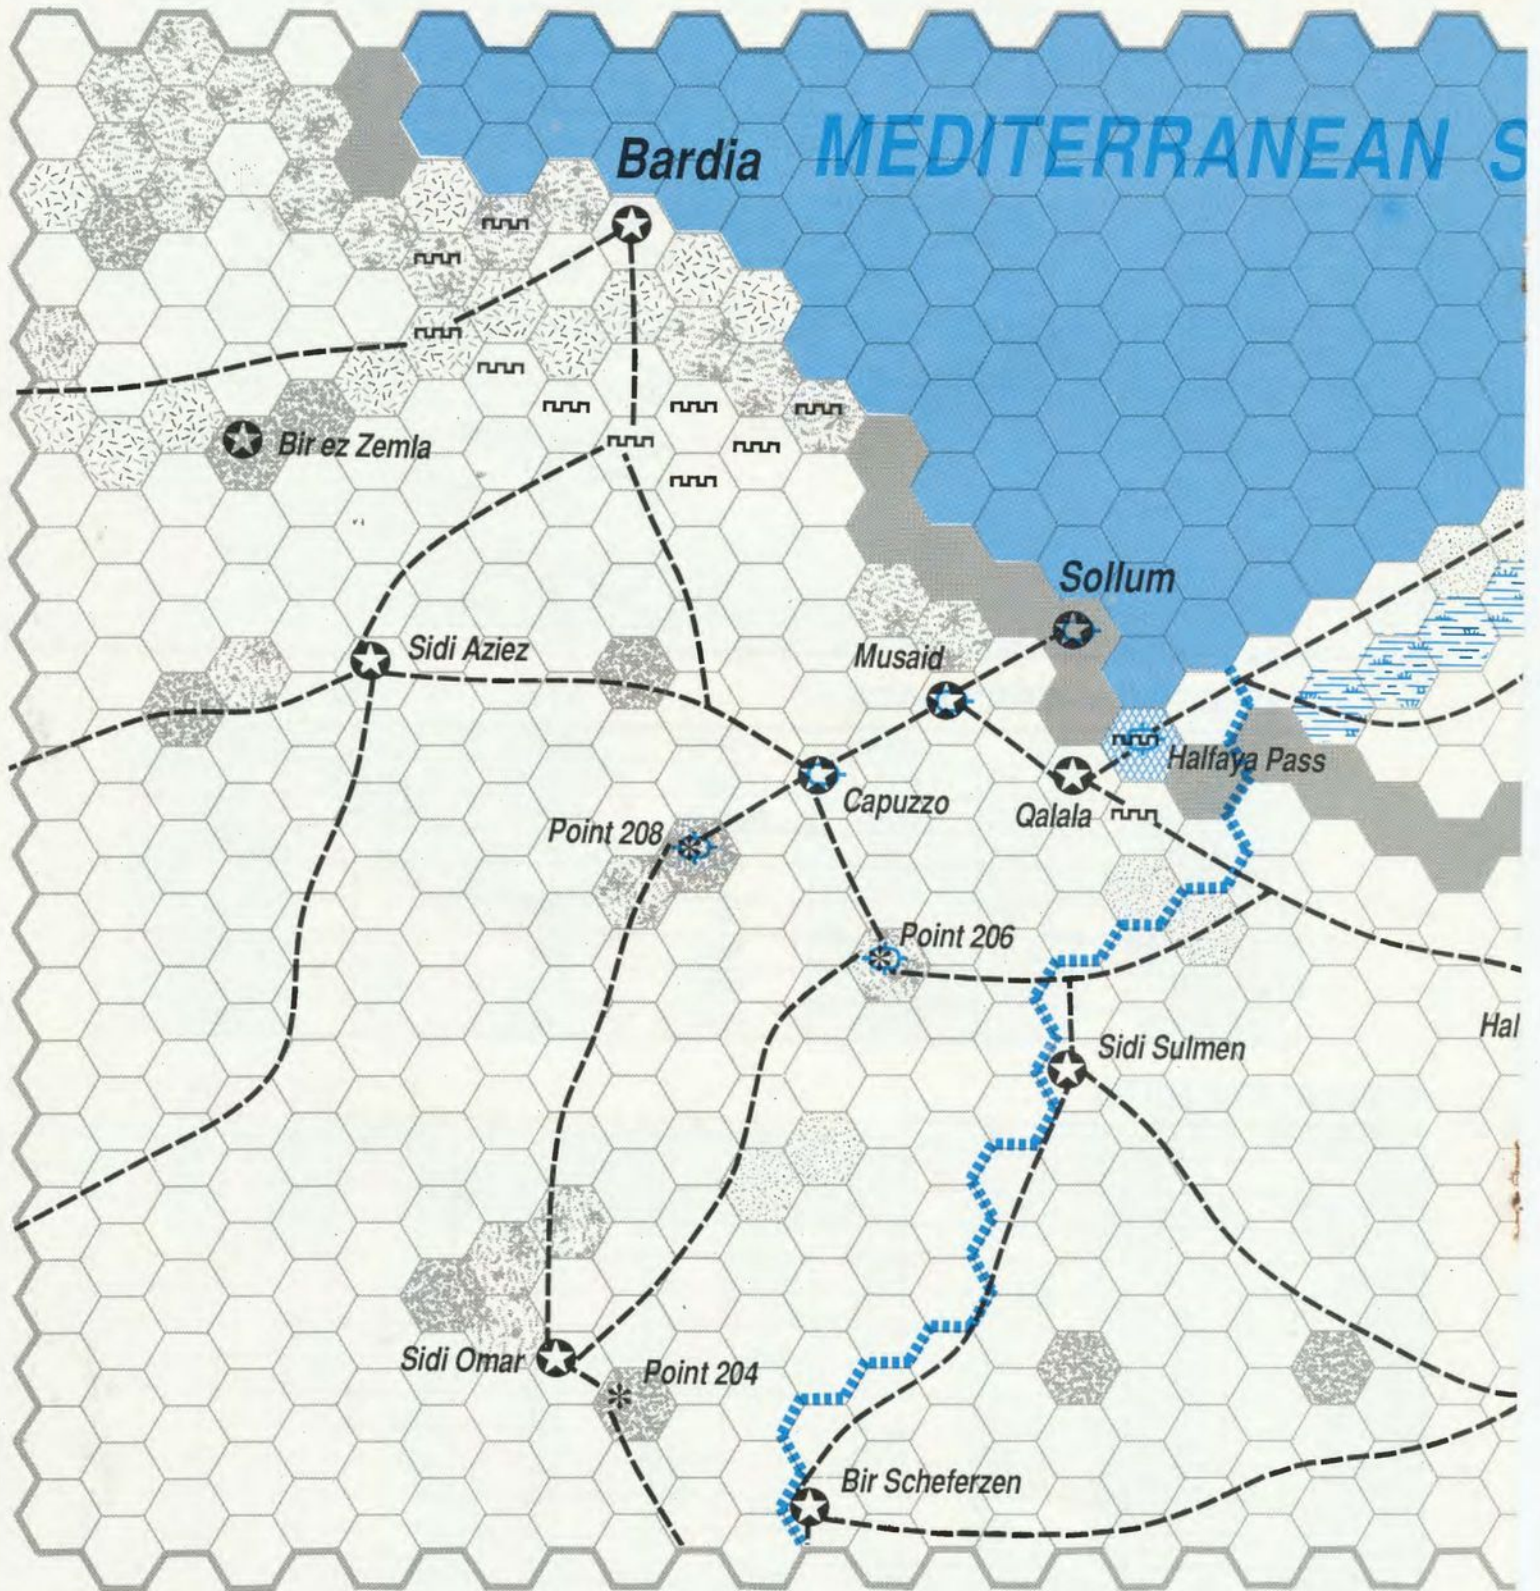 MEDITERRANEAN S
Bardia
Bir ez Zemla
Sollum
Sidi Aziez
Musaid
Halfaya Pass
Capuzzo
Qalala
Point 208
Point 206
Hal
Sidi Sulmen
Sidi Omar
Point 204
Bir Scheferzen